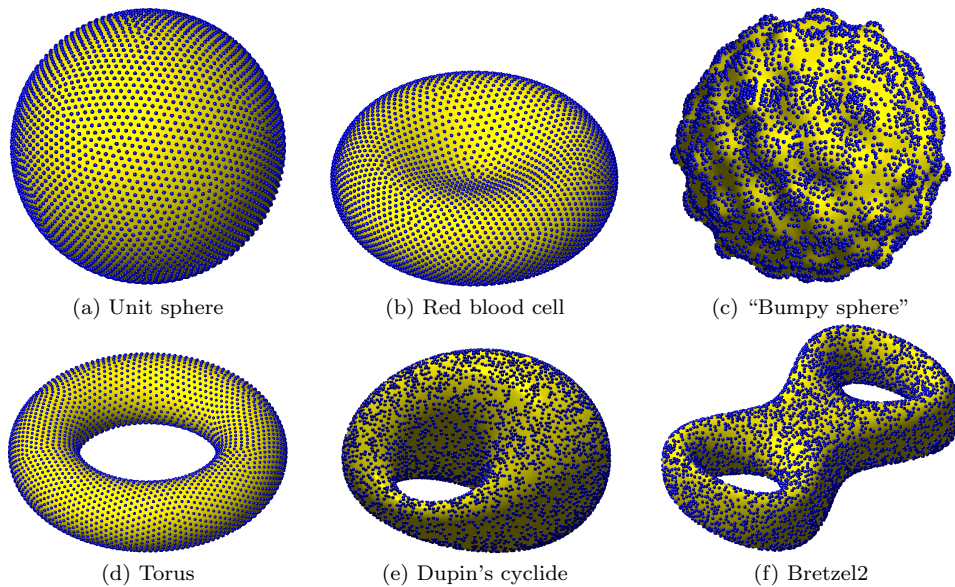 (a) Unit sphere
(b) Red blood cell
(c) “Bumpy sphere”
(d) Torus
(e) Dupin’s cyclide
(f) Bretzel2